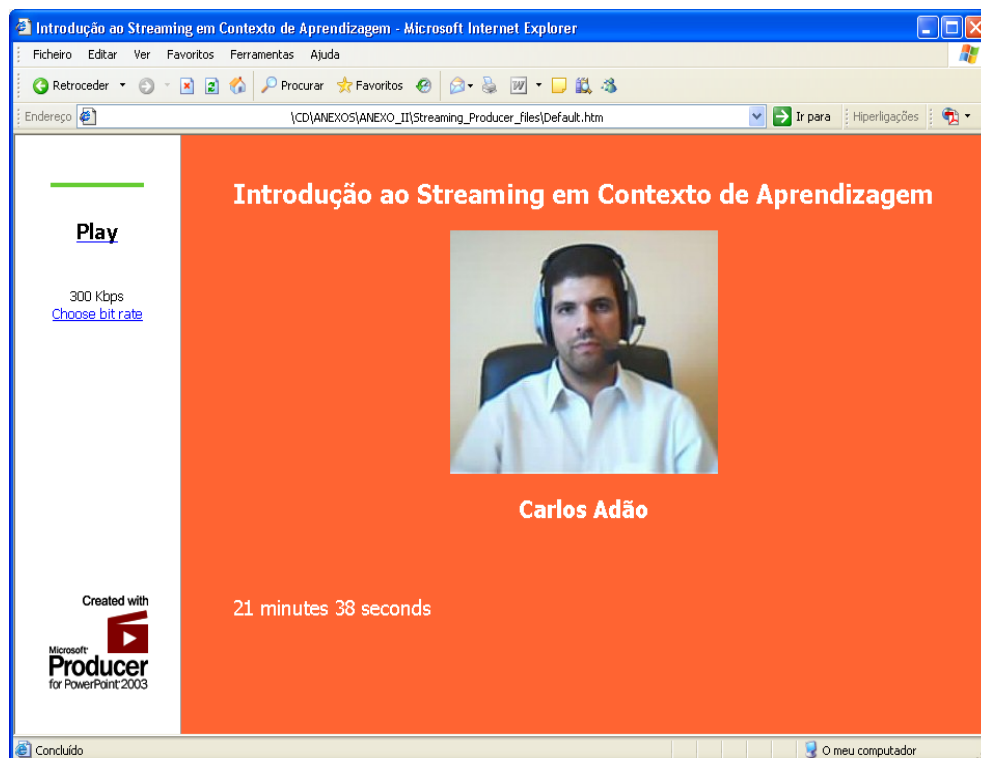 Introdução ao Streaming em Contexto de Aprendizagem - Microsoft Internet Explorer
Ficheiro Editar Ver Favoritos Ferramentas Ajuda
Retroceder Procurar Favoritos
Endereço \CD\ANEXOS\ANEXO_II\Streaming_Producer_files\Default.htm Ir para Hiperligações
Introdução ao Streaming em Contexto de Aprendizagem
Play
300 Kbps
Choose bit rate
Carlos Adão
21 minutes 38 seconds
Created with
Microsoft
Producer
for PowerPoint 2003
Concluído O meu computador